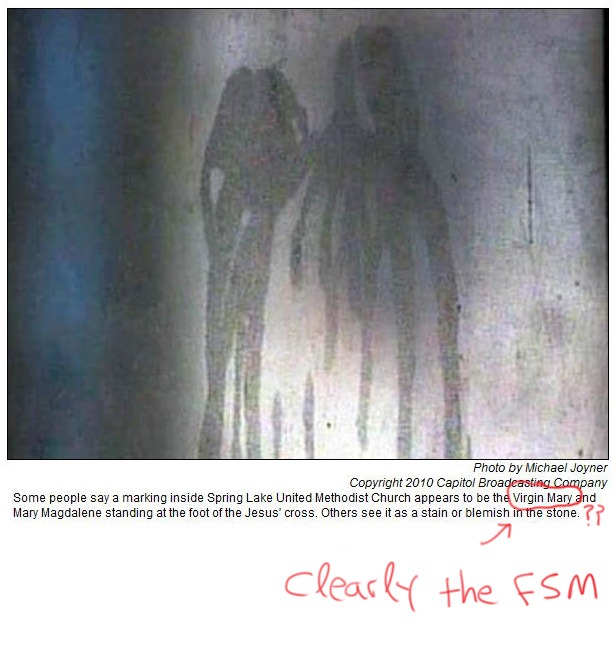 Photo by Michael Joyner
Copyright 2010 Capitol Broadcasting Company
Some people say a marking inside Spring Lake United Methodist Church appears to be the Virgin Mary and
Mary Magdalene standing at the foot of the Jesus' cross. Others see it as a stain or blemish in the stone.
??
Clearly the FSM